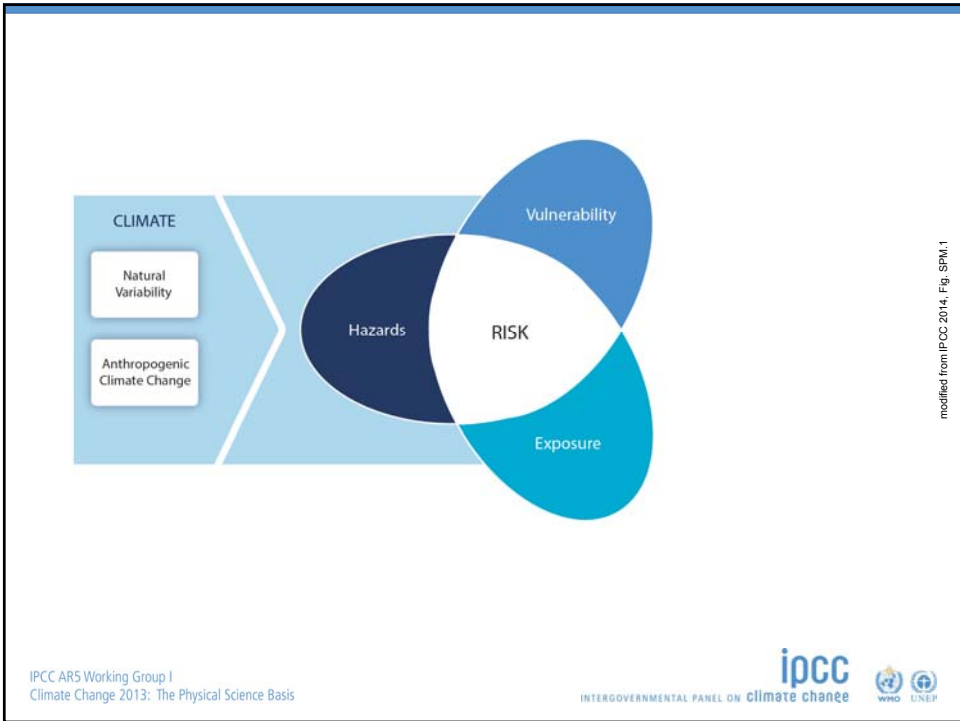 CLIMATE
Natural
Variability
Anthropogenic
Climate Change
Hazards
RISK
Vulnerability
Exposure
modified from IPCC 2014, Fig. SPM.1
IPCC AR5 Working Group I
Climate Change 2013: The Physical Science Basis
ipcc
INTERGOVERNMENTAL PANEL ON climate change
WMO
UNEP